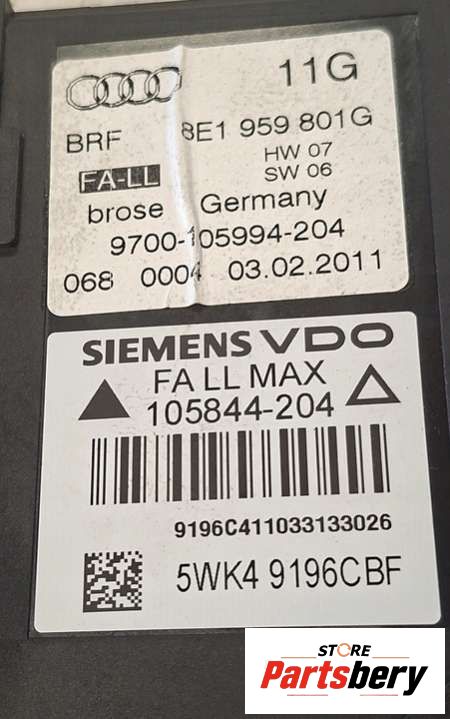 11G
BRF 8E1 959 801G
FA-LL HW 07
SW 06
brose Germany
9700-105994-204
068 0004 03.02.2011
SIEMENS VDO
FA LL MAX
105844-204
9196C411033133026
5WK4 9196CBF
STORE
Partsbery